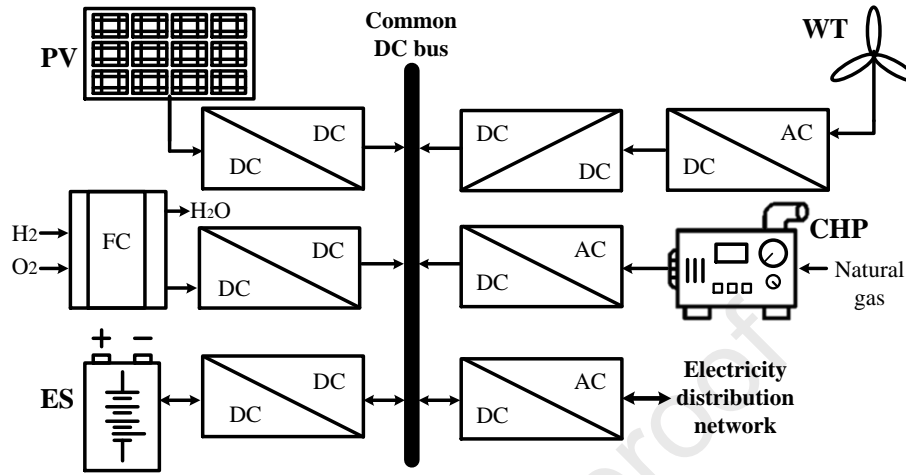 Common
DC bus
PV
WT
DC
DC
DC
DC
AC
DC
H2
O2
FC
H2O
DC
DC
AC
DC
CHP
Natural
gas
+ −
ES
DC
DC
AC
DC
Electricity
distribution
network